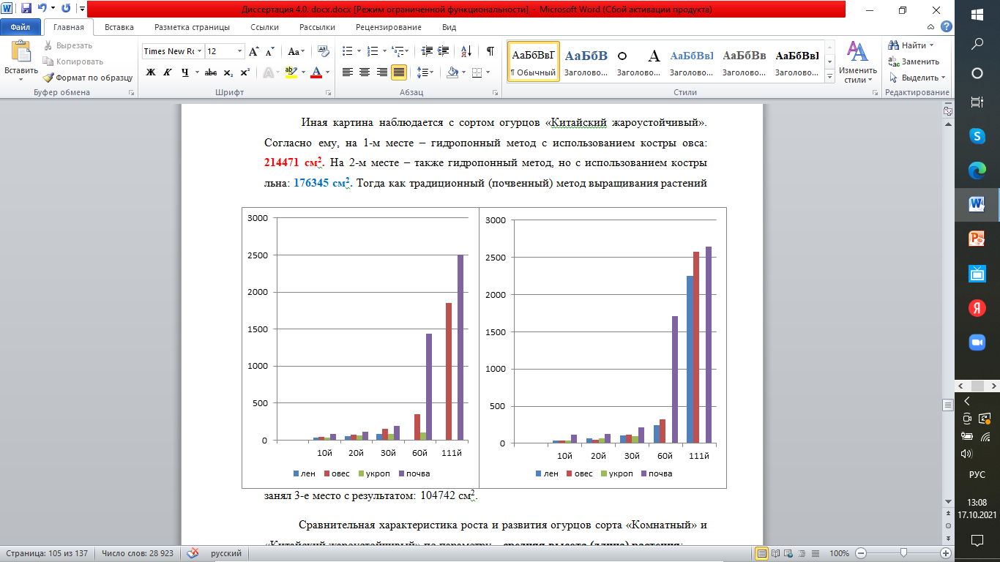 Диссертация 4.0. docx.docx [Режим ограниченной функциональности] - Microsoft Word (Сбой активации продукта)
Файл Главная Вставка Разметка страницы Ссылки Рассылки Рецензирование Вид
Вставить
Вырезать
Копировать
Формат по образцу
Буфер обмена
Times New Ro 12
Ж К Ч abc x₂ x²
Шрифт
Абзац
АаБбВвГ АаБбВ А АаБбВвІ АаБбВв АаБбВвІ
¶ Обычный Заголово... Заголово... Заголово... Заголово... Заголово...
Стили
Изменить
стили
Найти
Заменить
Выделить
Редактирование
Иная картина наблюдается с сортом огурцов «Китайский жароустойчивый».
Согласно ему, на 1-м месте – гидропонный метод с использованием костры овса:
214471 см². На 2-м месте – также гидропонный метод, но с использованием костры
льна: 176345 см². Тогда как традиционный (почвенный) метод выращивания растений
3000
2500
2000
1500
1000
500
0
10й 20й 30й 60й 111й
лен овес укроп почва
3000
2500
2000
1500
1000
500
0
10й 20й 30й 60й 111й
лен овес укроп почва
занял 3-е место с результатом: 104742 см².
Сравнительная характеристика роста и развития огурцов сорта «Комнатный» и
«Китайский жароустойчивый» по параметру – средняя высота (длина) растения:
Страница: 105 из 137 Число слов: 28 923 русский 100%
РУС
13:08
17.10.2021